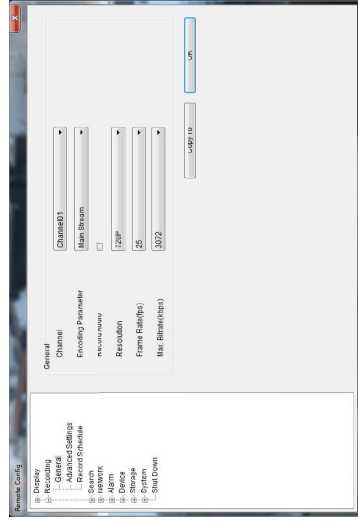 Remote Config
Display
Recording
General
Advanced Settings
Record Schedule
Search
Network
Alarm
Device
Storage
System
Shut Down
General
Channel
Channel01
Encoding Parameter
Main Stream
Record Audio
Resolution
720P
Frame Rate(fps)
25
Max. Bitrate(kbps)
3072
Copy To
OK